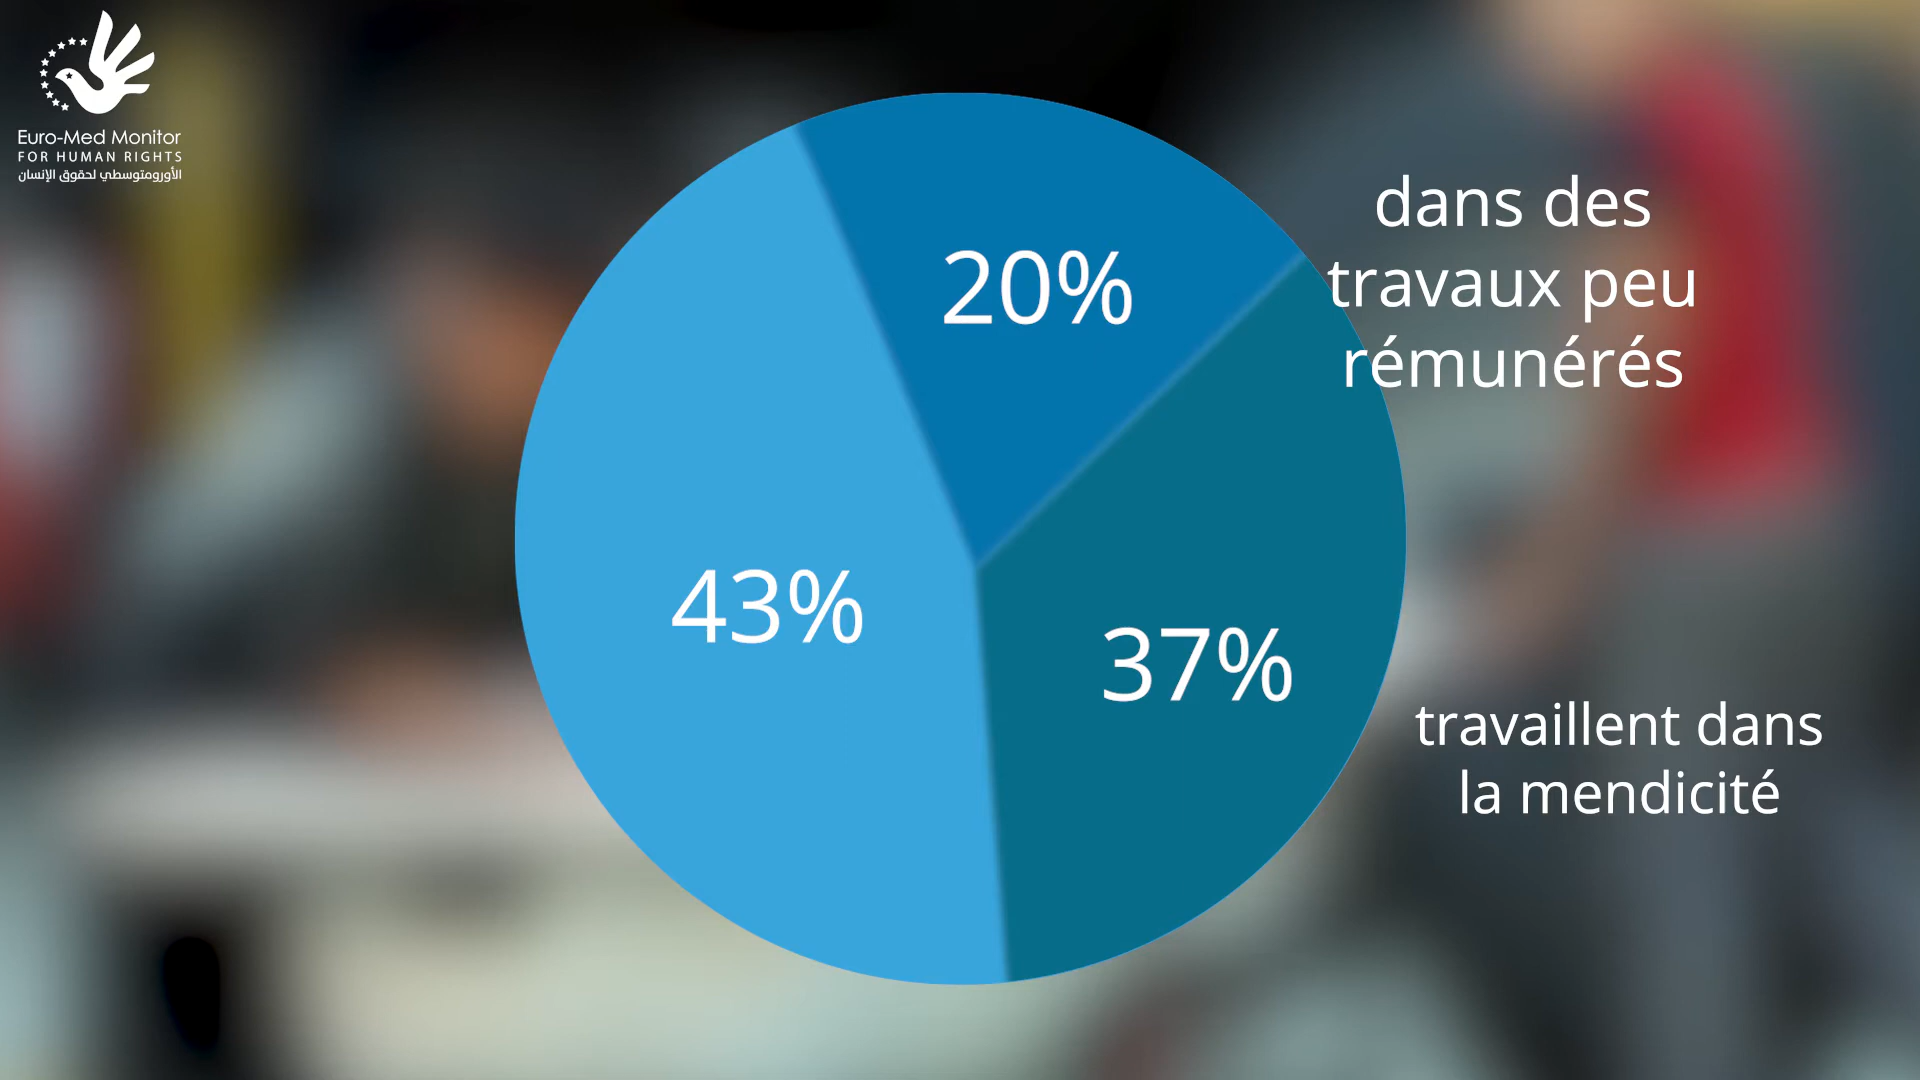 Euro-Med Monitor
FOR HUMAN RIGHTS
الأورومتوسطي لحقوق الإنسان
20%
dans des
travaux peu
rémunérés
43%
37%
travaillent dans
la mendicité